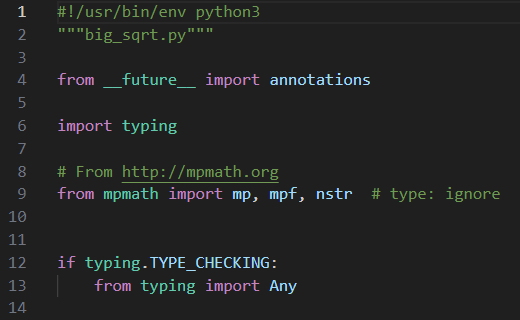 1 #!/usr/bin/env python3
2 """big_sqrt.py"""
3
4 from __future__ import annotations
5
6 import typing
7
8 # From http://mpmath.org
9 from mpmath import mp, mpf, nstr  # type: ignore
10
11
12 if typing.TYPE_CHECKING:
13     from typing import Any
14